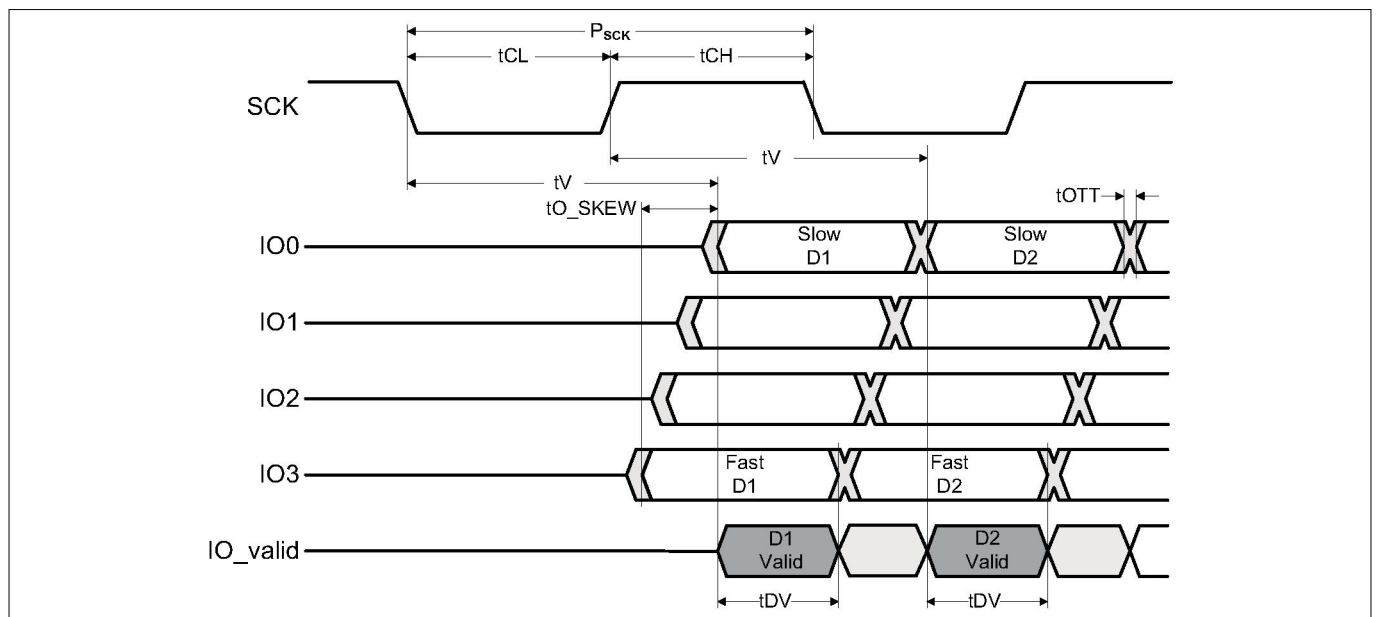 P_SCK
tCL tCH
SCK
tV
tV
tO_SKEW
tOTT
IO0
Slow
D1
Slow
D2
IO1
IO2
IO3
Fast
D1
Fast
D2
IO_valid
D1
Valid
D2
Valid
tDV tDV